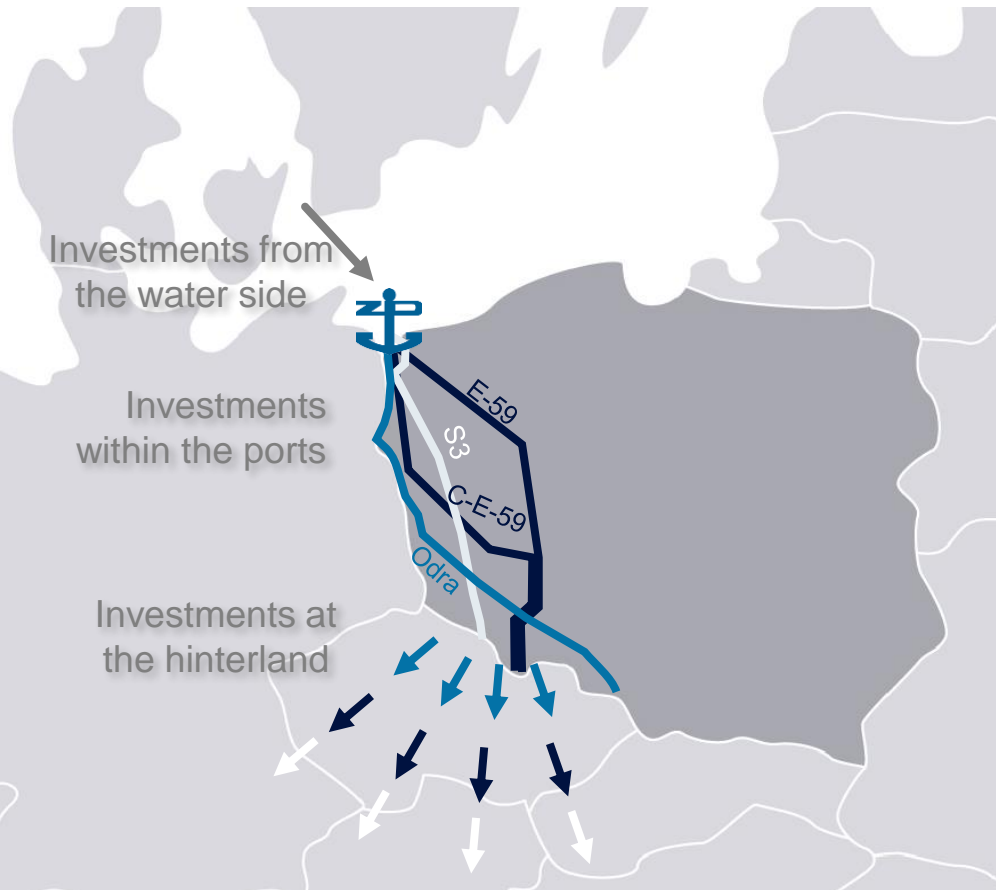 Investments from
the water side
Investments
within the ports
E-59
S3
C-E-59
Odra
Investments at
the hinterland